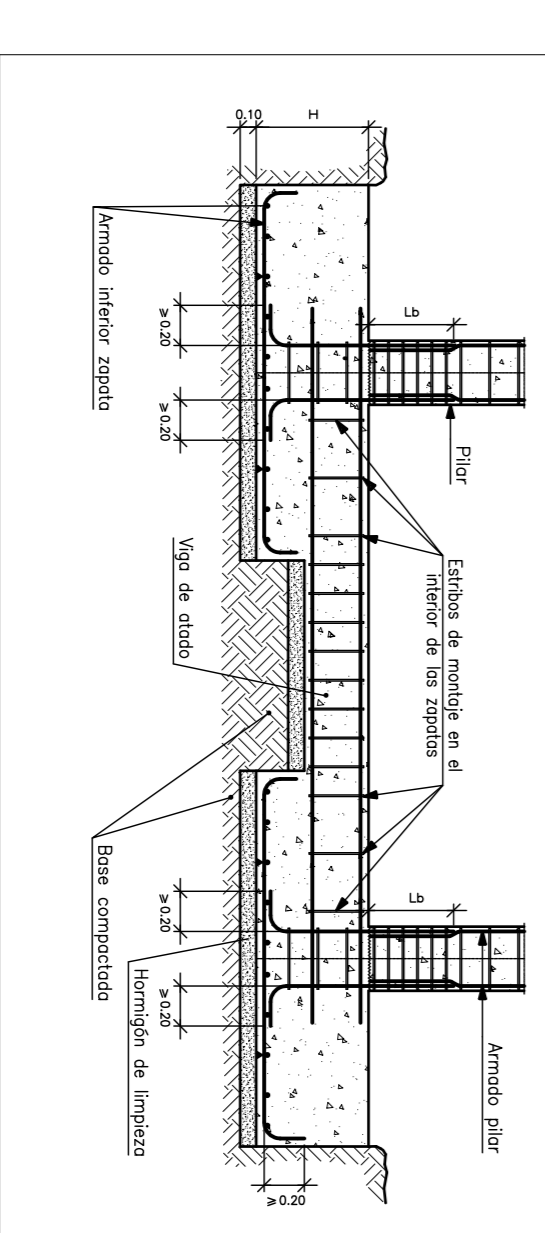 0.10
H
Lb
Pilar
Estribos de montaje en el
interior de las zapatas
Lb
Armado pilar
≥0.20
≥0.20
≥0.20
≥0.20
≥0.20
Armado inferior zapata
Viga de atado
Base compactada
Hormigón de limpieza